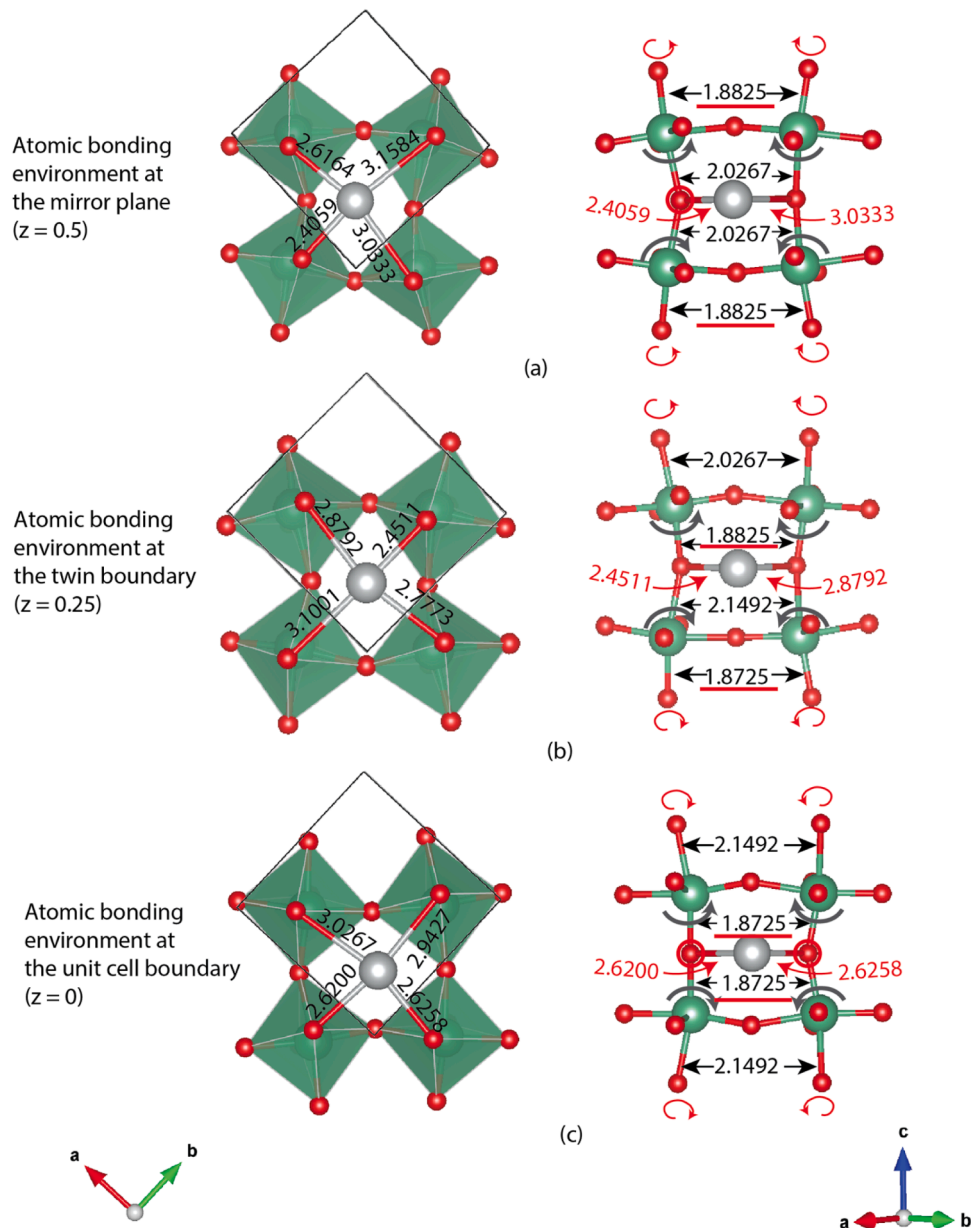 Atomic bonding
environment at
the mirror plane
(z = 0.5)
2.6164
3.1584
2.4059
3.0333
1.8825
2.0267
2.4059
3.0333
2.0267
1.8825
(a)
Atomic bonding
environment at
the twin boundary
(z = 0.25)
2.8792
2.4511
3.1001
2.7773
2.0267
1.8825
2.4511
2.8792
2.1492
1.8725
(b)
Atomic bonding
environment at
the unit cell boundary
(z = 0)
3.0267
2.9427
2.6200
2.6258
2.1492
1.8725
2.6200
2.6258
1.8725
2.1492
(c)
a
b
c
a
b